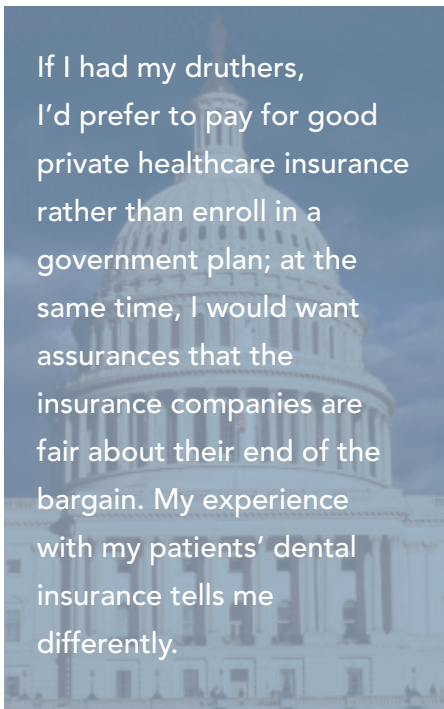 If I had my druthers,
I’d prefer to pay for good
private healthcare insurance
rather than enroll in a
government plan; at the
same time, I would want
assurances that the
insurance companies are
fair about their end of the
bargain. My experience
with my patients’ dental
insurance tells me
differently.